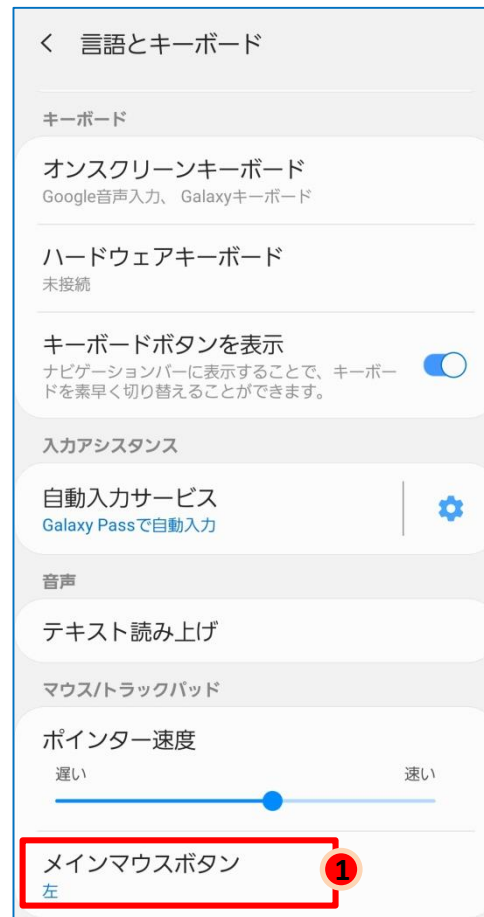 言語とキーボード
キーボード
オンスクリーンキーボード
Google音声入力、 Galaxyキーボード
ハードウェアキーボード
未接続
キーボードボタンを表示
ナビゲーションバーに表示することで、キーボー
ドを素早く切り替えることができます。
入力アシスタンス
自動入力サービス
Galaxy Passで自動入力
音声
テキスト読み上げ
マウス/トラックパッド
ポインター速度
遅い 速い
メインマウスボタン 1
左